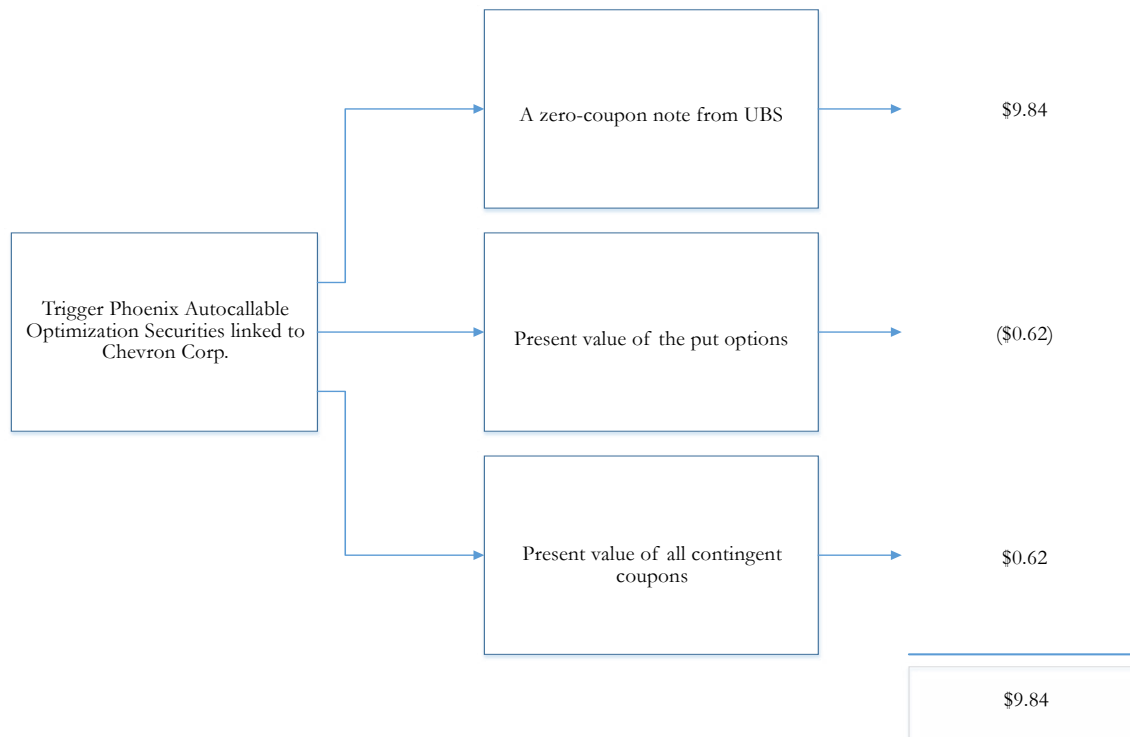 A zero-coupon note from UBS
$9.84
Trigger Phoenix Autocallable
Optimization Securities linked to
Chevron Corp.
Present value of the put options
($0.62)
Present value of all contingent
coupons
$0.62
$9.84